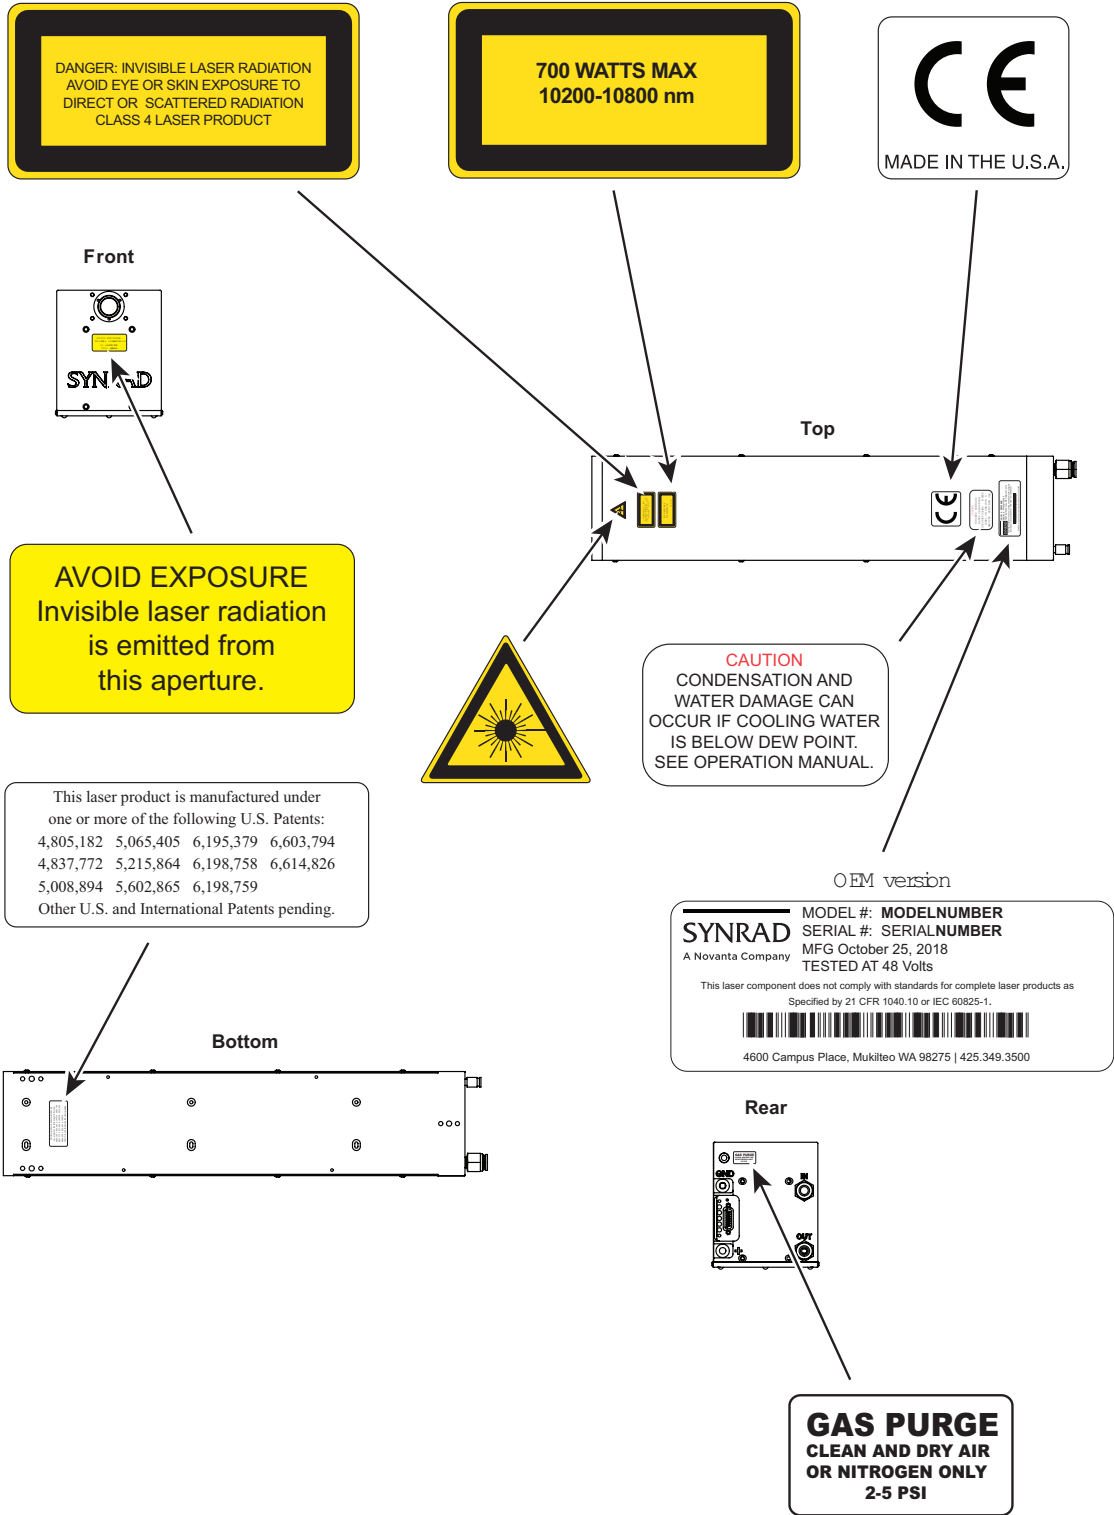 DANGER: INVISIBLE LASER RADIATION
AVOID EYE OR SKIN EXPOSURE TO
DIRECT OR SCATTERED RADIATION
CLASS 4 LASER PRODUCT
700 WATTS MAX
10200-10800 nm
CE
MADE IN THE U.S.A.
Front
SYNRAD
Top
CE
AVOID EXPOSURE
Invisible laser radiation
is emitted from
this aperture.
CAUTION
CONDENSATION AND
WATER DAMAGE CAN
OCCUR IF COOLING WATER
IS BELOW DEW POINT.
SEE OPERATION MANUAL.
This laser product is manufactured under
one or more of the following U.S. Patents:
4,805,182 5,065,405 6,195,379 6,603,794
4,837,772 5,215,864 6,198,758 6,614,826
5,008,894 5,602,865 6,198,759
Other U.S. and International Patents pending.
OEM version
SYNRAD
A Novanta Company
MODEL #: MODELNUMBER
SERIAL #: SERIALNUMBER
MFG October 25, 2018
TESTED AT 48 Volts
This laser component does not comply with standards for complete laser products as
Specified by 21 CFR 1040.10 or IEC 60825-1.
4600 Campus Place, Mukilteo WA 98275 | 425.349.3500
Bottom
Rear
GAS PURGE
GND
IN
OUT
+
GAS PURGE
CLEAN AND DRY AIR
OR NITROGEN ONLY
2-5 PSI